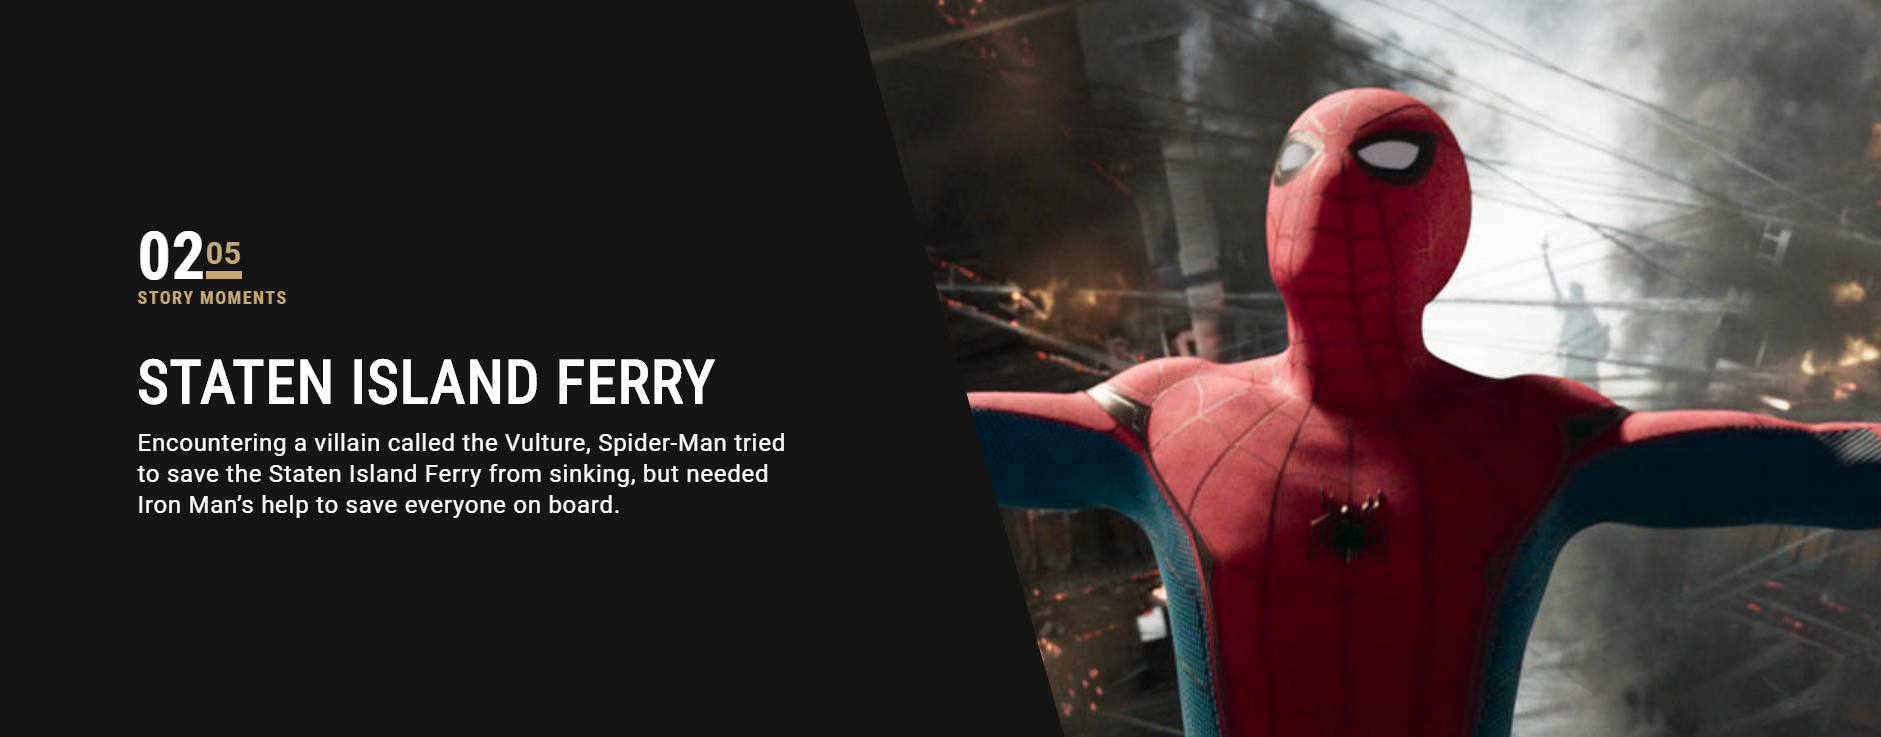 02 05
STORY MOMENTS
STATEN ISLAND FERRY
Encountering a villain called the Vulture, Spider-Man tried
to save the Staten Island Ferry from sinking, but needed
Iron Man’s help to save everyone on board.